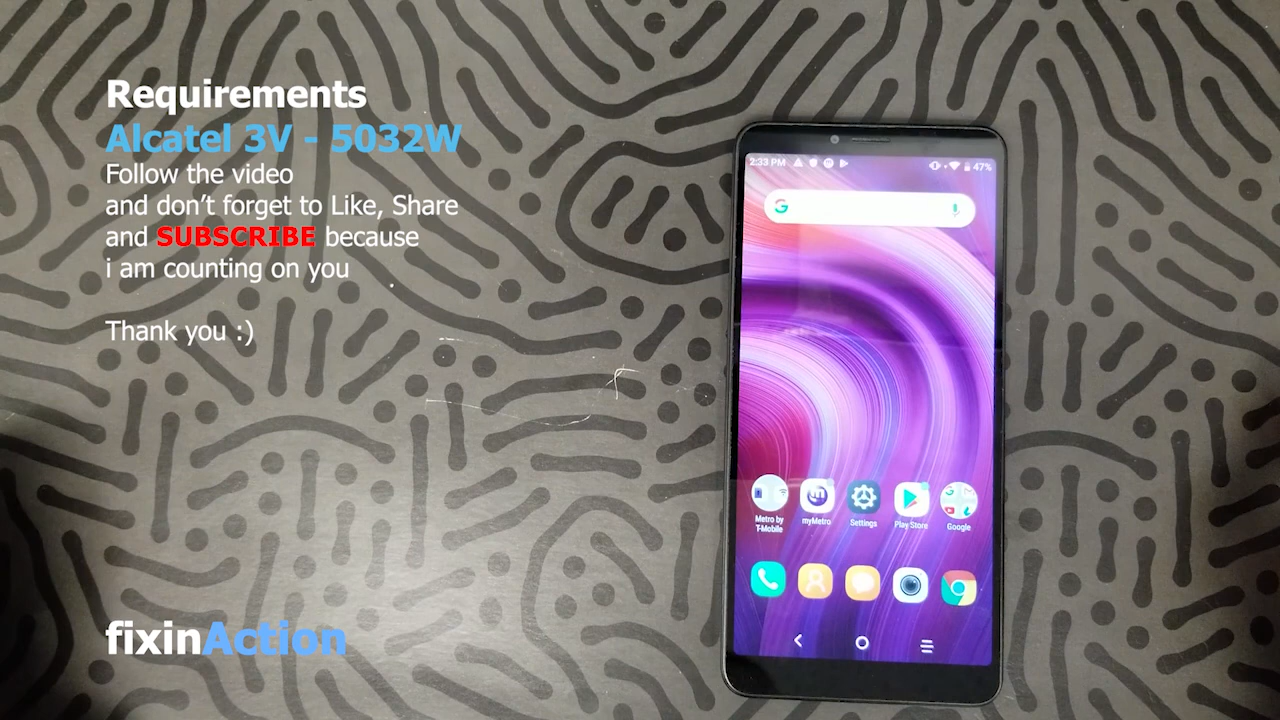 Requirements
Alcatel 3V - 5032W
Follow the video
and don't forget to Like, Share
and SUBSCRIBE because
i am counting on you
Thank you :)
fixinAction
2:33 PM
47%
G
Metro by
T-Mobile
myMetro
Settings
Play Store
Google